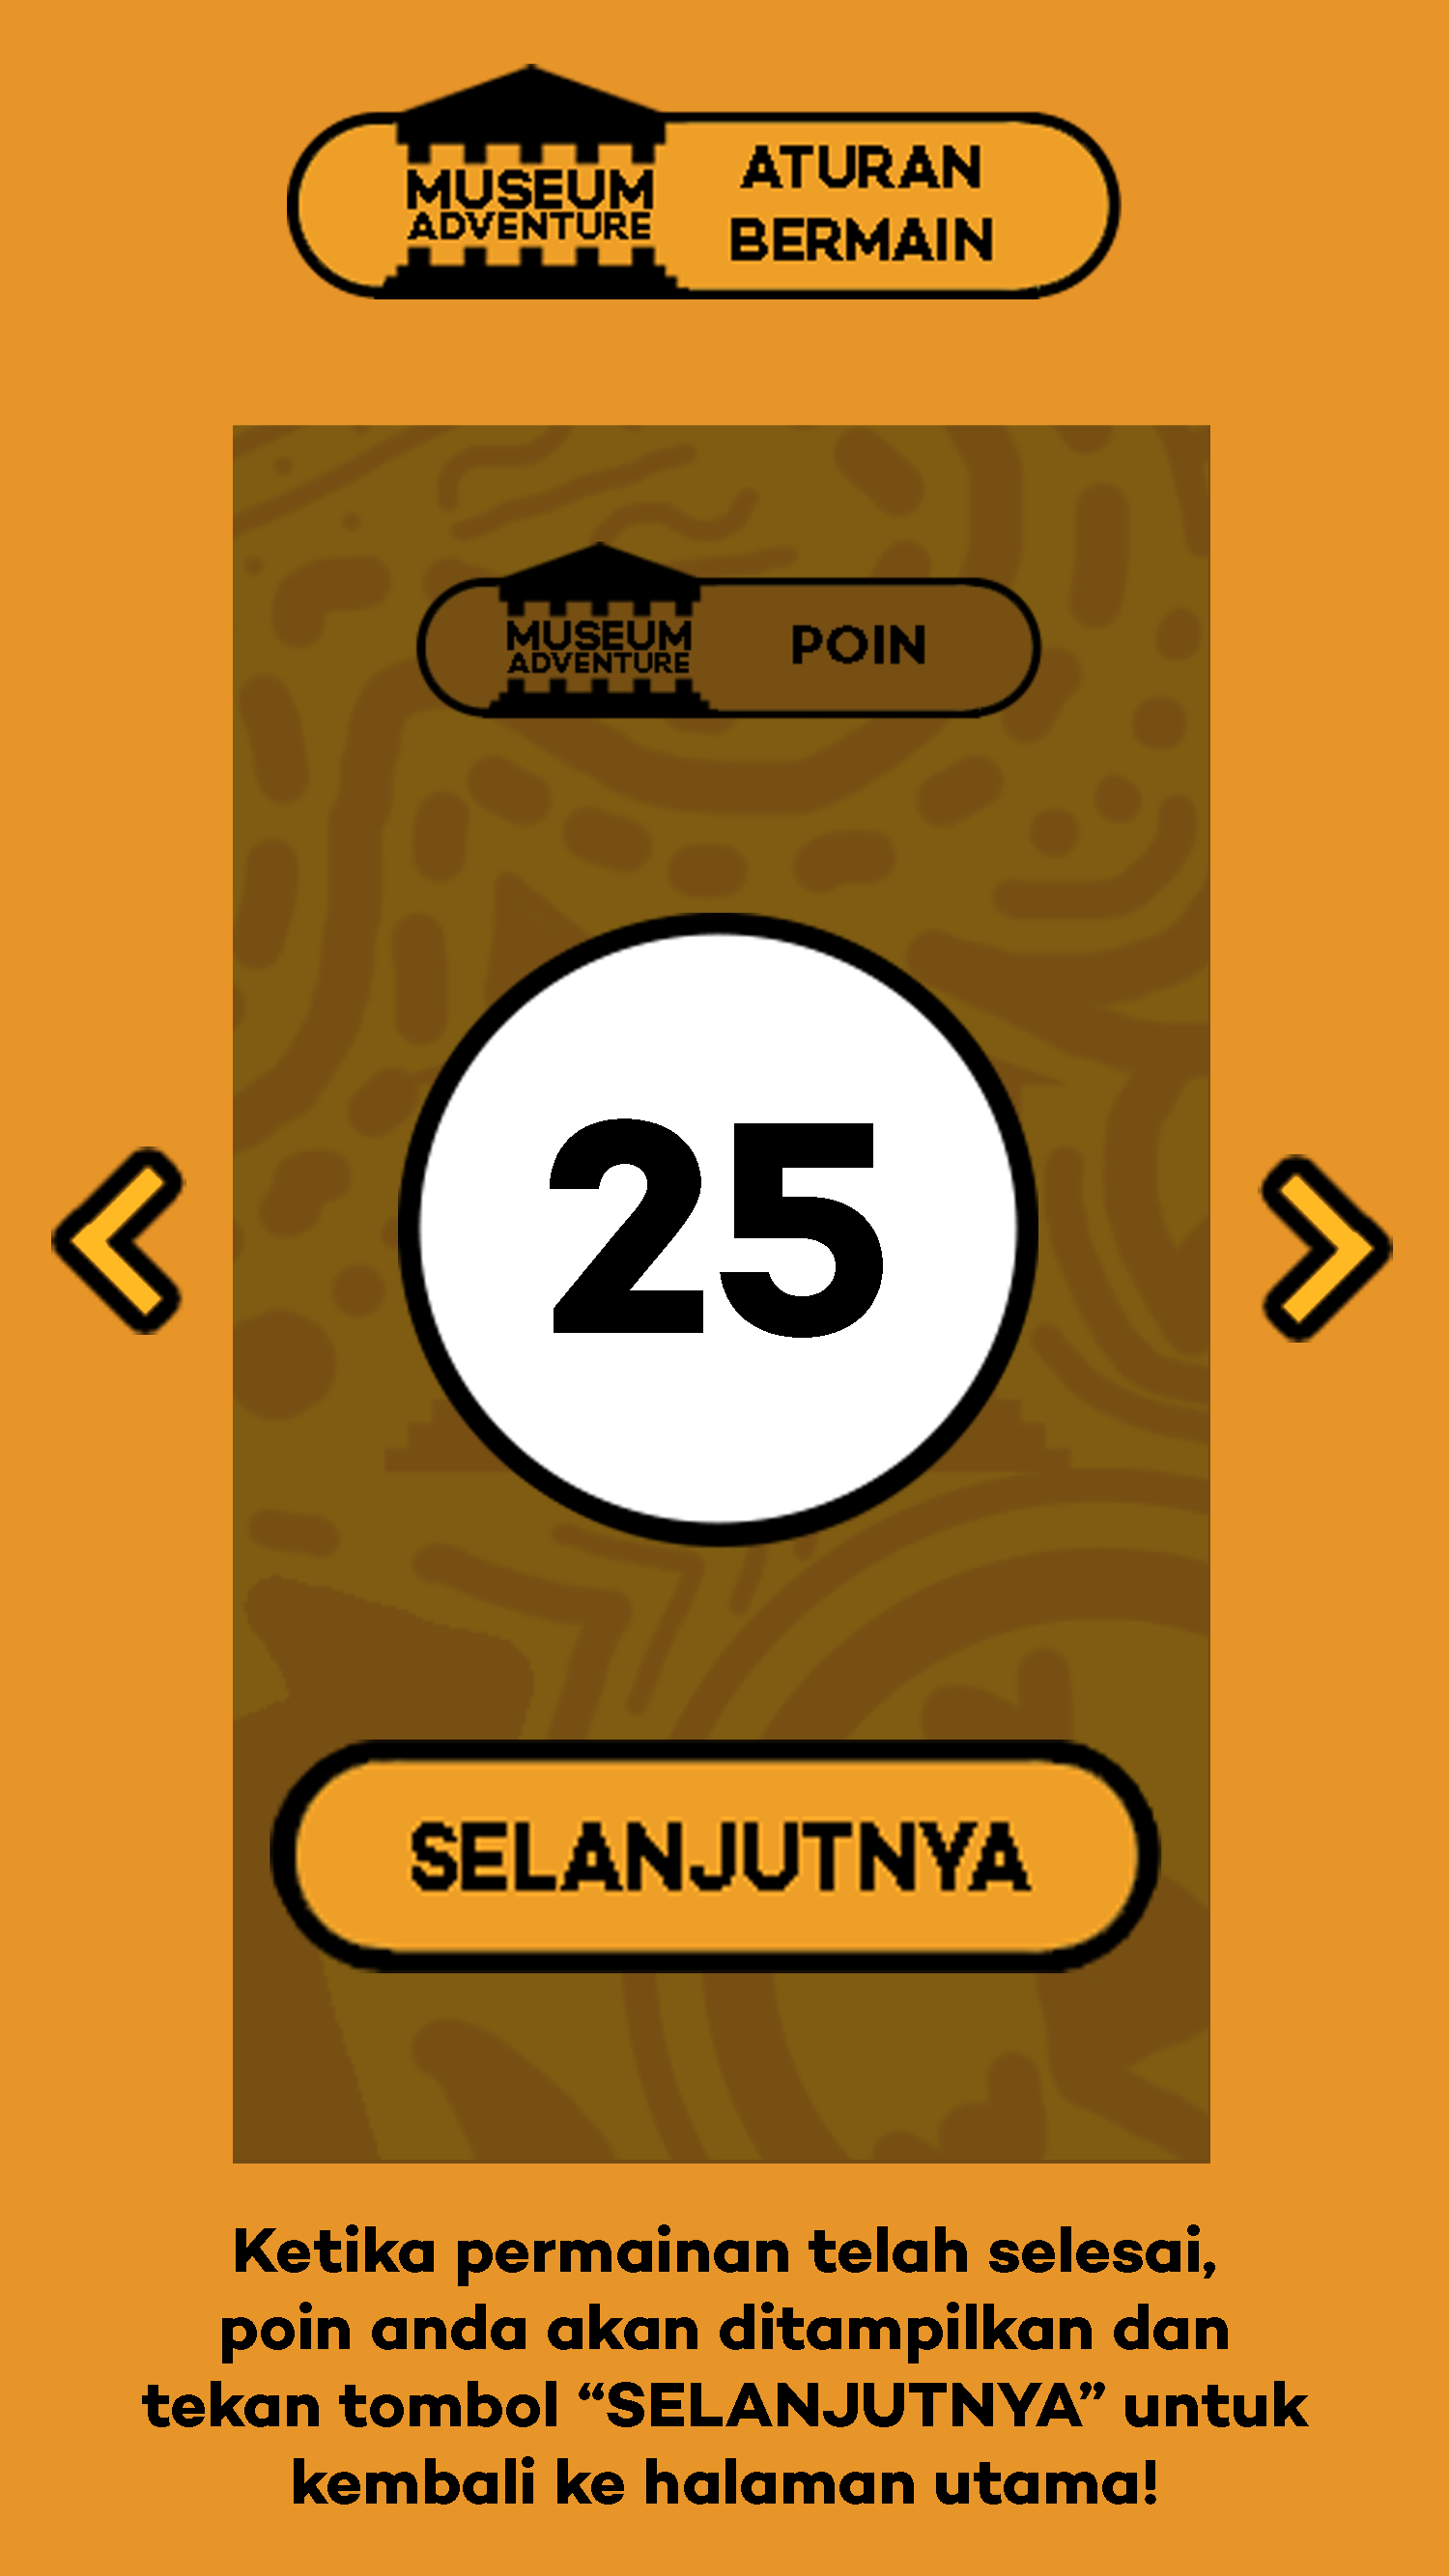 MUSEUM
ADVENTURE
ATURAN
BERMAIN
MUSEUM
ADVENTURE
POIN
25
SELANJUTNYA
Ketika permainan telah selesai,
poin anda akan ditampilkan dan
tekan tombol “SELANJUTNYA” untuk
kembali ke halaman utama!